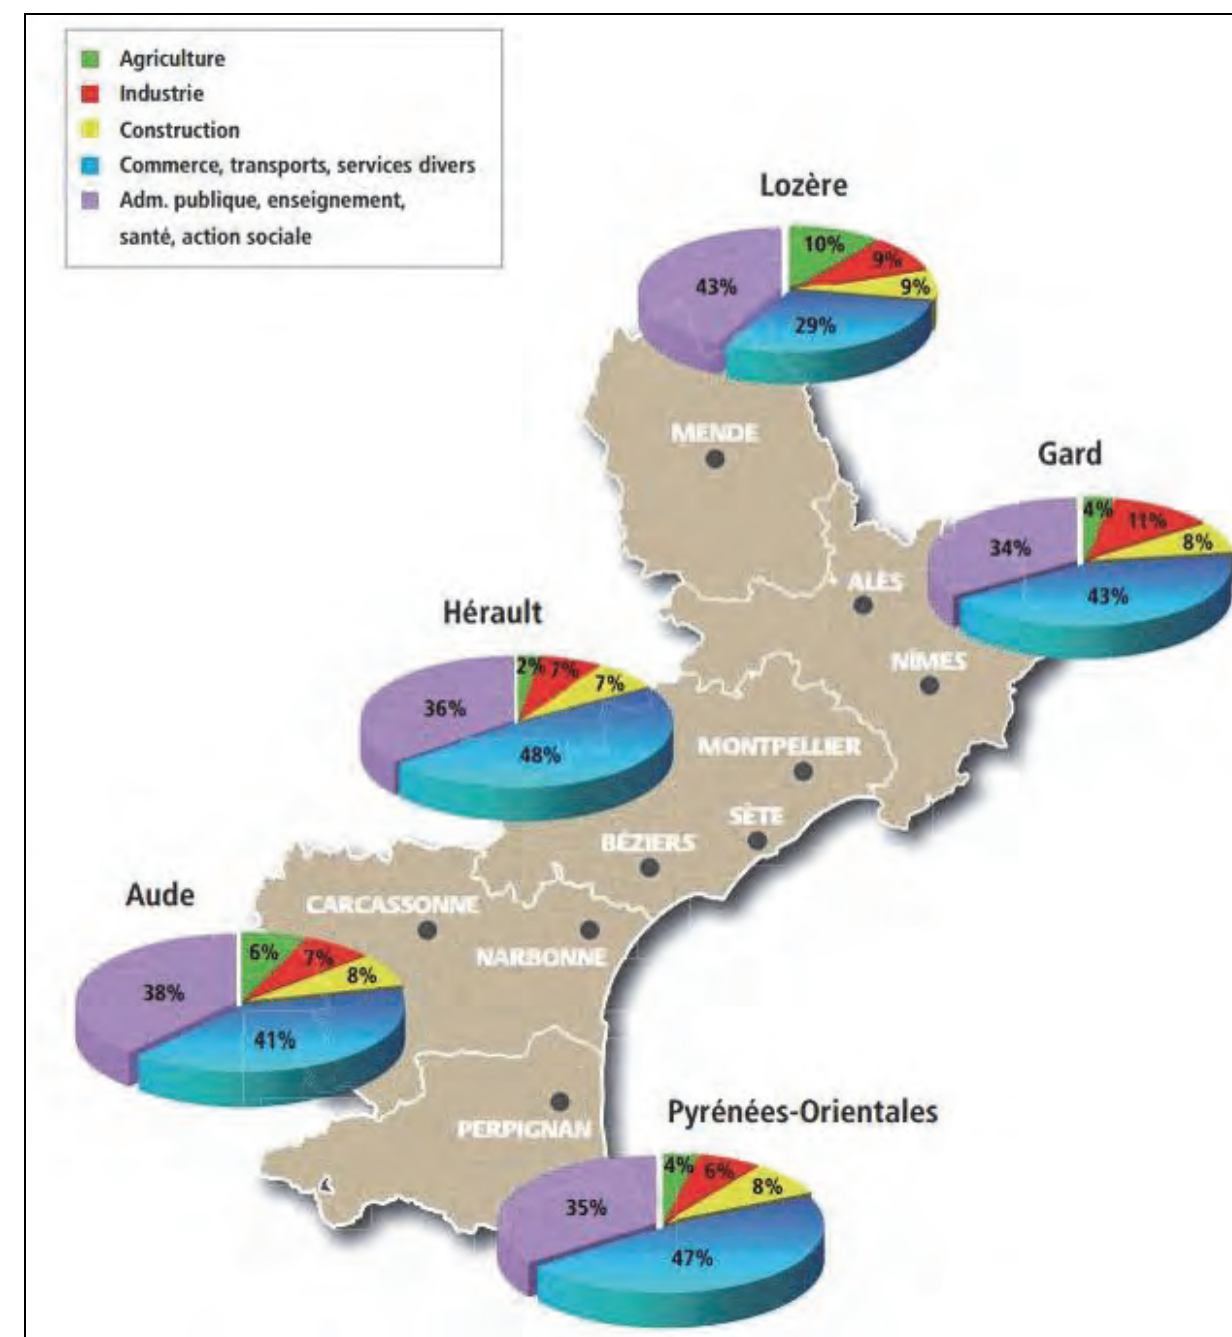 Agriculture
Industrie
Construction
Commerce, transports, services divers
Adm. publique, enseignement,
santé, action sociale
Lozère
10%
9%
9%
29%
43%
MENDE
Gard
4%
11%
8%
43%
34%
ALÈS
NÎMES
Hérault
2%
7%
7%
48%
36%
MONTPELLIER
SÈTE
BÉZIERS
Aude
6%
7%
8%
41%
38%
CARCASSONNE
NARBONNE
PERPIGNAN
Pyrénées-Orientales
4%
6%
8%
47%
35%